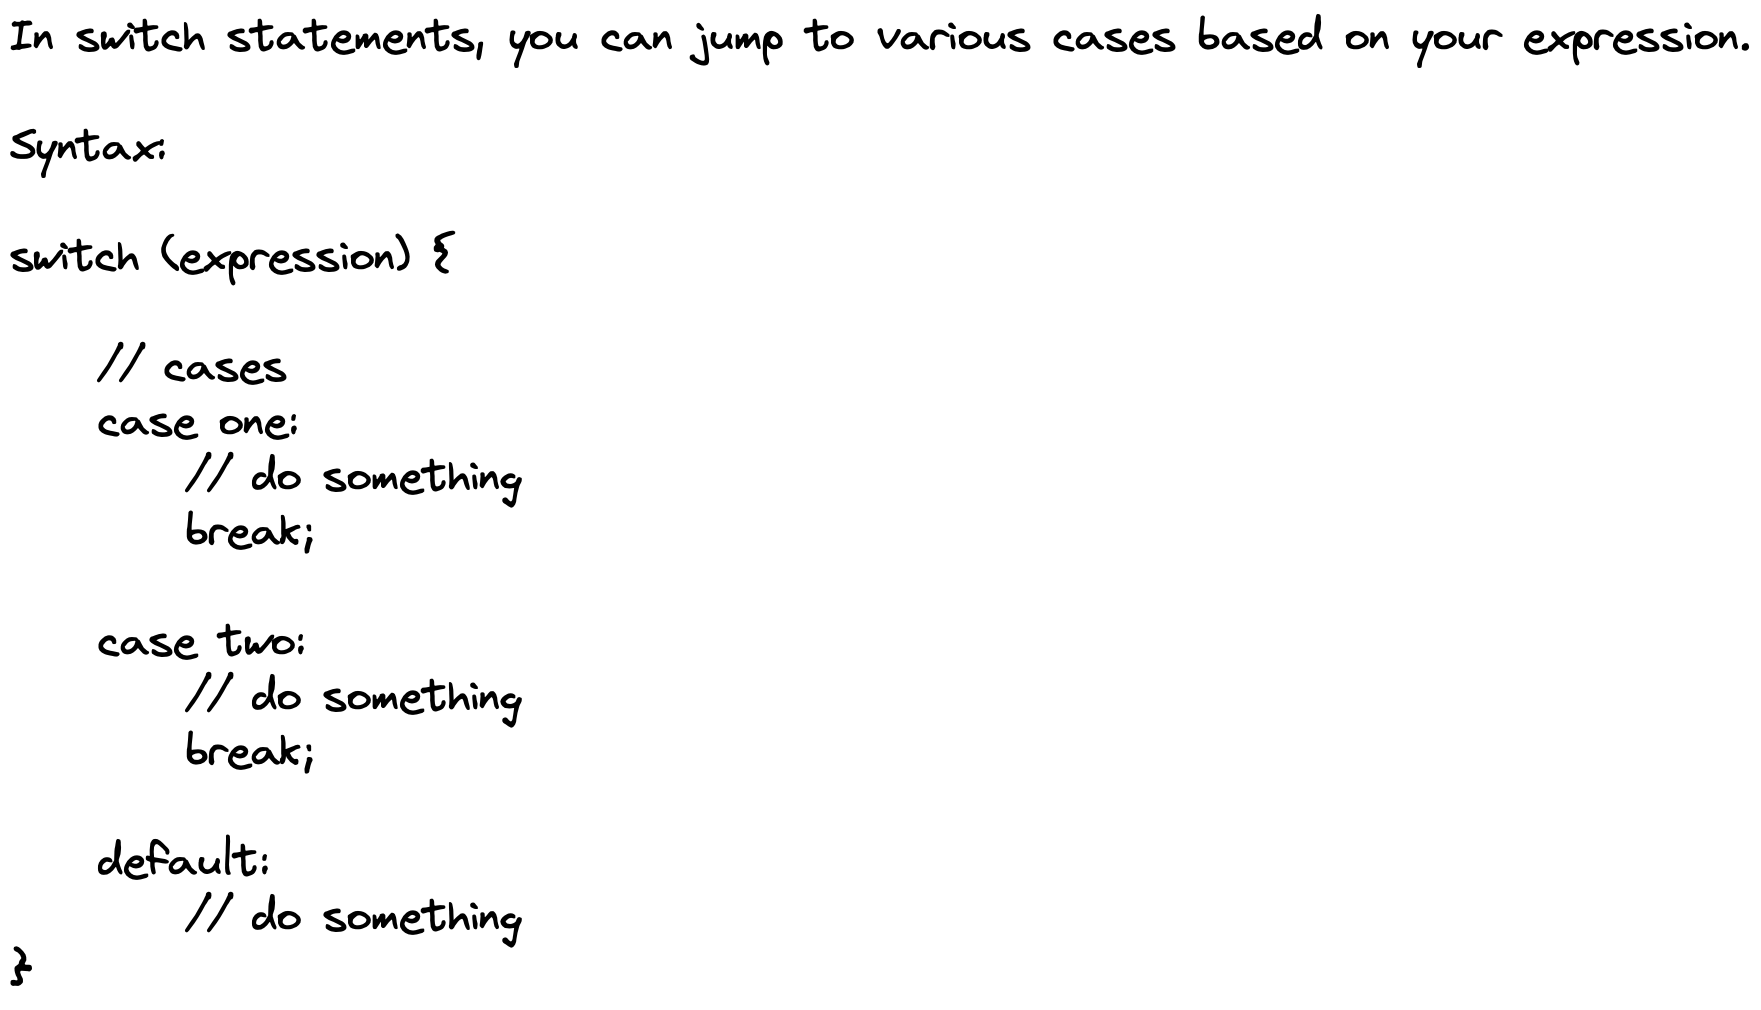 In switch statements, you can jump to various cases based on your expression.
Syntax:
switch (expression) {
// cases
case one:
// do something
break;
case two:
// do something
break;
default:
// do something
}